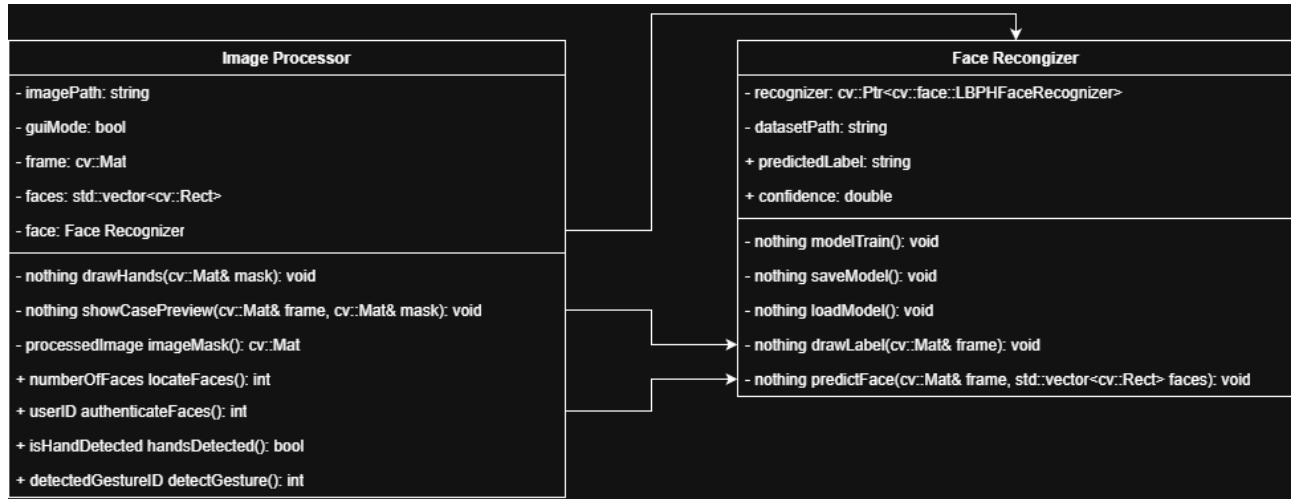 Image Processor
- imagePath: string
- guiMode: bool
- frame: cv::Mat
- faces: std::vector<cv::Rect>
- face: Face Recognizer
- nothing drawHands(cv::Mat& mask): void
- nothing showCasePreview(cv::Mat& frame, cv::Mat& mask): void
- processedImage imageMask(): cv::Mat
+ numberOfFaces locateFaces(): int
+ userID authenticateFaces(): int
+ isHandDetected handsDetected(): bool
+ detectedGestureID detectGesture(): int
Face Recongizer
- recognizer: cv::Ptr<cv::face::LBPHFaceRecognizer>
- datasetPath: string
+ predictedLabel: string
+ confidence: double
- nothing modelTrain(): void
- nothing saveModel(): void
- nothing loadModel(): void
- nothing drawLabel(cv::Mat& frame): void
- nothing predictFace(cv::Mat& frame, std::vector<cv::Rect> faces): void